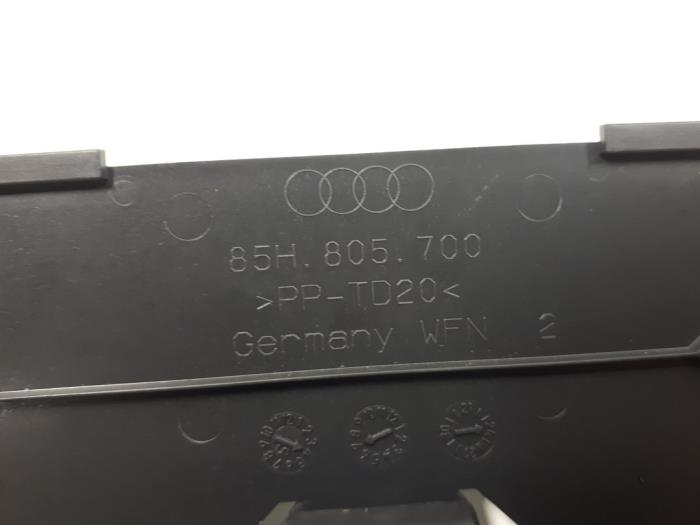 85H.805.700
>PP-TD20<
Germany WFN 2